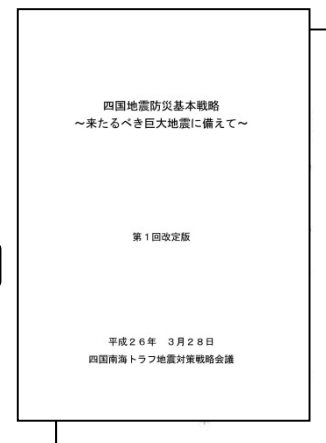 四国地震防災基本戦略
～来たるべき巨大地震に備えて～
第１回改定版
平成２６年　３月２８日
四国南海トラフ地震対策戦略会議